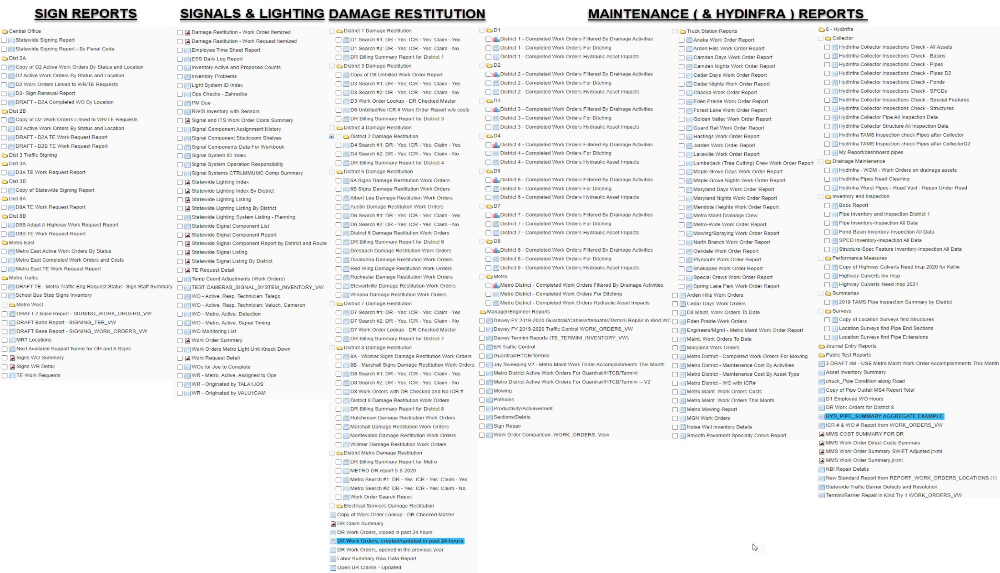 SIGN REPORTS
Central Office
Statewide Signing Report
Statewide Signing Report - By Panel Code
Dist 2A
Copy of D2 Active Work Orders By Status and Location
D2 Active Work Orders By Status and Location
D2 Work Orders Linked to WR/TE Requests
D2- Sign Renewal Report
DRAFT - D2A Completed WO By Location
Dist 2B
Copy of D2 Work Orders Linked to WR/TE Requests
D2 Active Work Orders By Status and Location
DRAFT - D2A TE Work Request Report
DRAFT - D2B TE Work Request Report
Dist 3 Traffic Signing
Dist 3A
D3A TE Work Request Report
Dist 3B
Copy of Statewide Signing Report
Dist 8A
D8A TE Work Request Report
Dist 8B
D8B Adapt A Highway Work Request Report
D8B TE Work Request Report
Metro East
Metro East Active Work Orders By Status
Metro East Completed Work Orders and Costs
Metro East TE Work Request Report
Metro Traffic
DRAFT TE - Metro Traffic Eng Request Status- Sign Staff Summary
School Bus Stop Signs Inventory
Metro West
DRAFT 2 Base Report - SIGNING_WORK_ORDERS_VW
DRAFT Base Report - SIGNING_TER_VW
DRAFT Base Report - SIGNING_WORK_ORDERS_VW
MRT Locations
Next Available Support Name for OH and A Signs
Signs WO Summary
Signs WR Detail
TE Work Requests
SIGNALS & LIGHTING
Damage Restitution - Work Order Itemized
Damage Restitution - Work Request Itemized
Employee Time Sheet Report
ESS Daily Log Report
Inventory Active and Proposed Counts
Inventory Problems
Light System ID Index
Ops Checks - Zahradka
PM Due
RWIS Inventory with Sensors
Signal and ITS Work Order Costs Summary
Signal Component Assignment History
Signal Component Stockroom Shelves
Signal Components Data For Workbook
Signal System ID Index
Signal System Operation Responsibility
Signal Systems CTRLMMUMC Comp Summary
Statewide Lighting Index
Statewide Lighting Index By District
Statewide Lighting Listing
Statewide Lighting Listing By District
Statewide Lighting System Listing - Planning
Statewide Signal Component List
Statewide Signal Component Report
Statewide Signal Component Report by District and Route
Statewide Signal Listing
Statewide Signal Listing By District
TE Request Detail
Temp Coord Adjustments (Work Orders)
TEST CAMERAS_SIGNAL_SYSTEM_INVENTORY_VW
WO - Active, Resp. Technician: Talago
WO - Active, Resp. Technician: Valuch, Cameron
WO - Metro, Active, Detection
WO - Metro, Active, Signal Timing
WO Monitoring List
Work Order Summary
Work Orders Metro Light Unit Knock Down
Work Request Detail
WOs for Joe to Complete
WR - Metro, Active, Assigned to Ops
WR - Originated by TALA1JOS
WR - Originated by VALU1CAM
DAMAGE RESTITUTION
District 1 Damage Restitution
D1 Search #1: DR - Yes: ICR - Yes: Claim - Yes
D1 Search #2: DR - Yes: ICR - Yes: Claim - No
DR Billing Summary Report for District 1
District 3 Damage Restitution
Copy of D6 Unbilled Work Order Report
D3 Search #1: DR - Yes: ICR - Yes: Claim - Yes
D3 Search #2: DR - Yes: ICR - Yes: Claim - No
D3 Work Order Lookup - DR Checked Master
D6 Unbilled/No ICR # Work Order Report w/o costs
DR Billing Summary Report for District 3
District 4 Damage Restitution
District 2 Damage Restitution
D4 Search #1: DR - Yes: ICR - Yes: Claim - Yes
D4 Search #2: DR - Yes: ICR - Yes: Claim - No
DR Billing Summary Report for District 4
District 6 Damage Restituition
6A Signs Damage Restitution Work Orders
6B Signs Damage Restitution Work Orders
Albert Lea Damage Restitution Work Orders
Austin Damage Restitution Work Orders
D6 Search #1: DR - Yes: ICR - Yes: Claim - Yes
D6 Search #2: DR - Yes: ICR - Yes: Claim - No
District 6 Damage Restitution Work Orders
DR Billing Summary Report for District 6
Dresbach Damage Restitution Work Orders
Owatonna Damage Restitution Work Orders
Red Wing Damage Restitution Work Orders
Rochester Damage Restitution Work Orders
Stewartville Damage Restitution Work Orders
Winona Damage Restitution Work Orders
District 7 Damage Restitution
D7 Search #1: DR - Yes: ICR - Yes: Claim - Yes
D7 Search #2: DR - Yes: ICR - Yes: Claim - No
D7 Work Order Lookup - DR Checked Master
DR Billing Summary Report for District 7
District 8 Damage Restituiton
8A - Willmar Signs Damage Restitution Work Orders
8B - Marshall Signs Damage Restitution Work Orders
D8 Search #1: DR - Yes: ICR - Yes: Claim - Yes
D8 Search #2: DR - Yes: ICR - Yes: Claim - No
D8 Work Orders with DR Checked and No ICR #
District 8 Damage Restitution Work Orders
DR Billing Summary Report for District 8
Hutchinson Damage Restitution Work Orders
Marshall Damage Restitution Work Orders
Montevideo Damage Restitution Work Orders
Willmar Damage Restitution Work Orders
District Metro Damage Restitution
DR Billing Summary Report for Metro
METRO DR report 5-8-2020
Metro Search #1: DR - Yes: ICR - Yes: Claim - Yes
Metro Search #2: DR - Yes: ICR - Yes: Claim - No
Work Order Search Report
Electrical Services Damage Restitution
Copy of Work Order Lookup - DR Checked Master
DR Claim Summary
DR Work Orders, closed in past 24 hours
DR Work Orders, created/updated in past 24-hours
DR Work Orders, opened in the previous year
Labor Summary Raw Data Report
Open DR Claims - Updated
MAINTENANCE ( & HYDINFRA ) REPORTS
D1
District 1 - Completed Work Orders Filtered By Drainage Activities
District 1 - Completed Work Orders For Ditching
District 1 - Completed Work Orders Hydraulic Asset Impacts
D2
District 2 - Completed Work Orders Filtered By Drainage Activities
District 2 - Completed Work Orders For Ditching
District 2 - Completed Work Orders Hydraulic Asset Impacts
D3
District 3 - Completed Work Orders Filtered By Drainage Activities
District 3 - Completed Work Orders For Ditching
District 3 - Completed Work Orders Hydraulic Asset Impacts
D4
District 4 - Completed Work Orders Filtered By Drainage Activities
District 4 - Completed Work Orders For Ditching
District 4 - Completed Work Orders Hydraulic Asset Impacts
D6
District 6 - Completed Work Orders Filtered By Drainage Activities
District 6 - Completed Work Orders For Ditching
District 6 - Completed Work Orders Hydraulic Asset Impacts
D7
District 7 - Completed Work Orders Filtered By Drainage Activities
District 7 - Completed Work Orders For Ditching
District 7 - Completed Work Orders Hydraulic Asset Impacts
D8
District 8 - Completed Work Orders Filtered By Drainage Activities
District 8 - Completed Work Orders For Ditching
District 8 - Completed Work Orders Hydraulic Asset Impacts
Metro
Metro District - Completed Work Orders Filtered By Drainage Activities
Metro District - Completed Work Orders For Ditching
Metro District - Completed Work Orders Hydraulic Asset Impacts
Manager/Engineer Reports
Dewey FY 2019-2020 Guardrail/Cable/Attenuator/Termini Repair in Kind WO
Dewey FY 2019-2020 Traffic Control WORK_ORDERS_VW
Dewey Termini Reports (TB_TERMINI_INVENTORY_VW)
ER Traffic Control
Guardrail/HTCB/Termini
Jay Sweeping V2 - Metro Maint Work Order Accomplishments This Month
Metro District Active Work Orders For Guardrail/HTCB/Termini
Metro District Active Work Orders For Guardrail/HTCB/Termini -- V2
Mowing
Potholes
Productivity/Achievement
Sections/Debris
Sign Repair
Work Order Comparison_WORK_ORDERS_View
Truck Station Reports
Anoka Work Order Report
Arden Hills Work Order Report
Camden Days Work Order Report
Camden Nights Work Order Report
Cedar Days Work Order Report
Cedar Nights Work Order Report
Chaska Work Order Report
Eden Prairie Work Order Report
Forest Lake Work Order Report
Golden Valley Work Order Report
Guard Rail Work Order Report
Hastings Work Order Report
Jordan Work Order Report
Lakeville Work Order Report
Lumberjack (Tree Cutting) Crew Work Order Report
Maple Grove Days Work Order Report
Maple Grove Nights Work Order Report
Maryland Days Work Order Report
Maryland Nights Work Order Report
Mendota Heights Work Order Report
Metro Maint Drainage Crew
Metro-Wide Work Order Report
Mowing/Spraying Work Order Report
North Branch Work Order Report
Oakdale Work Order Report
Plymouth Work Order Report
Shakopee Work Order Report
Special Crews Work Order Report
Spring Lake Park Work Order Report
Arden Hills Work Orders
Cedar Days Work Orders
D8 Maint. Work Orders To Date
Eden Prairie Work Orders
Engineers/Mgmt - Metro Maint Work Order Report
Maint. Work Orders To Date
Maryland Work Orders
Metro District - Completed Work Orders For Mowing
Metro District - Maintenance Cost By Activities
Metro District - Maintenance Cost By Asset Type
Metro District - WO with ICR#
Metro Maint. Work Orders Costs
Metro Maint. Work Orders This Month
Metro Mowing Report
MGN Work Orders
Noise Wall Inventory Details
Smooth Pavement Specialty Crews Report
6 - HydInfra
Collector
HydInfra Collector Inspections Check - All Assets
HydInfra Collector Inspections Check - Basins
HydInfra Collector Inspections Check - Pipes
HydInfra Collector Inspections Check - Pipes D2
HydInfra Collector Inspections Check - Ponds
HydInfra Collector Inspections Check - SPCDs
HydInfra Collector Inspections Check - Special Features
HydInfra Collector Inspections Check - Structures
HydInfra Collector Pipe All Inspection Data
HydInfra Collector Structure All Inspection Data
HydInfra TAMS Inspection check Pipes after Collector
HydInfra TAMS Inspection check Pipes after CollectorD2
My Report/dashboard pipes
Drainage Maintenance
HydInfra - WOM - Work Orders on drainage assets
HydInfra Pipes Need Cleaning
HydInfra Worst Pipes - Road Void - Repair Under Road
Inventory and Inspection
Bobs Report
Pipe Inventory and Inspection District 1
Pipe Inventory-Inspection All Data
Pond-Basin Inventory-Inspection All Data
SPCD Inventory-Inspection All Data
Structure-Spec Feature Inventory-Inspection All Data
Performance Measures
Copy of Highway Culverts Need Insp 2020 for Kellie
Highway Culverts Inv-Insp
Highway Culverts Need Insp 2021
Summaries
2019 TAMS Pipe Inspection Summary by District
Surveys
Copy of Location Surveys find Structures
Location Surveys find Pipe End Sections
Location Surveys find Pipe Extensions
Journal Entry Reports
Public Test Reports
3 DRAFT 4M - USE Metro Maint Work Order Accomplishments This Month
Asset Inventory Summary
chuck_Pipe Condition along Road
Copy of Pipe Outfall MS4 Report Total
D1 Employee WO Hours
DR Work Orders for District 8
HYD_PIPE_SUMMARY AGGREGATE EXAMPLE
ICR # & WO # Report from WORK_ORDERS_VW
MMS COST SUMMARY FOR DR
MMS Work Order Direct Costs Summary
MMS Work Order Summary SWIFT Adjusted.jrxml
MMS Work Order Summary.jrxml
NBI Repair Details
New Standard Report from REPORT_WORK_ORDERS_LOCATIONS (1)
Statewide Traffic Barrier Defects and Resolution
Termini/Barrier Repair in Kind Try 1 WORK_ORDERS_VW